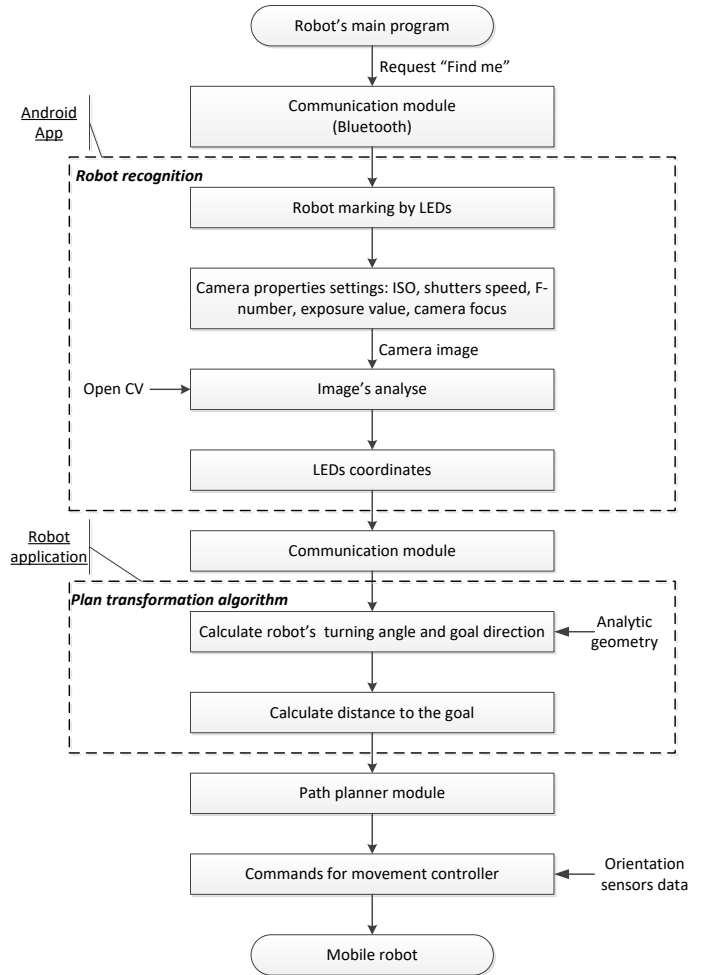 Robot's main program
Request “Find me”
Communication module
(Bluetooth)
Android
App
Robot recognition
Robot marking by LEDs
Camera properties settings: ISO, shutters speed, F-
number, exposure value, camera focus
Camera image
Open CV
Image's analyse
LEDs coordinates
Robot
application
Communication module
Plan transformation algorithm
Calculate robot's turning angle and goal direction
Analytic
geometry
Calculate distance to the goal
Path planner module
Commands for movement controller
Orientation
sensors data
Mobile robot